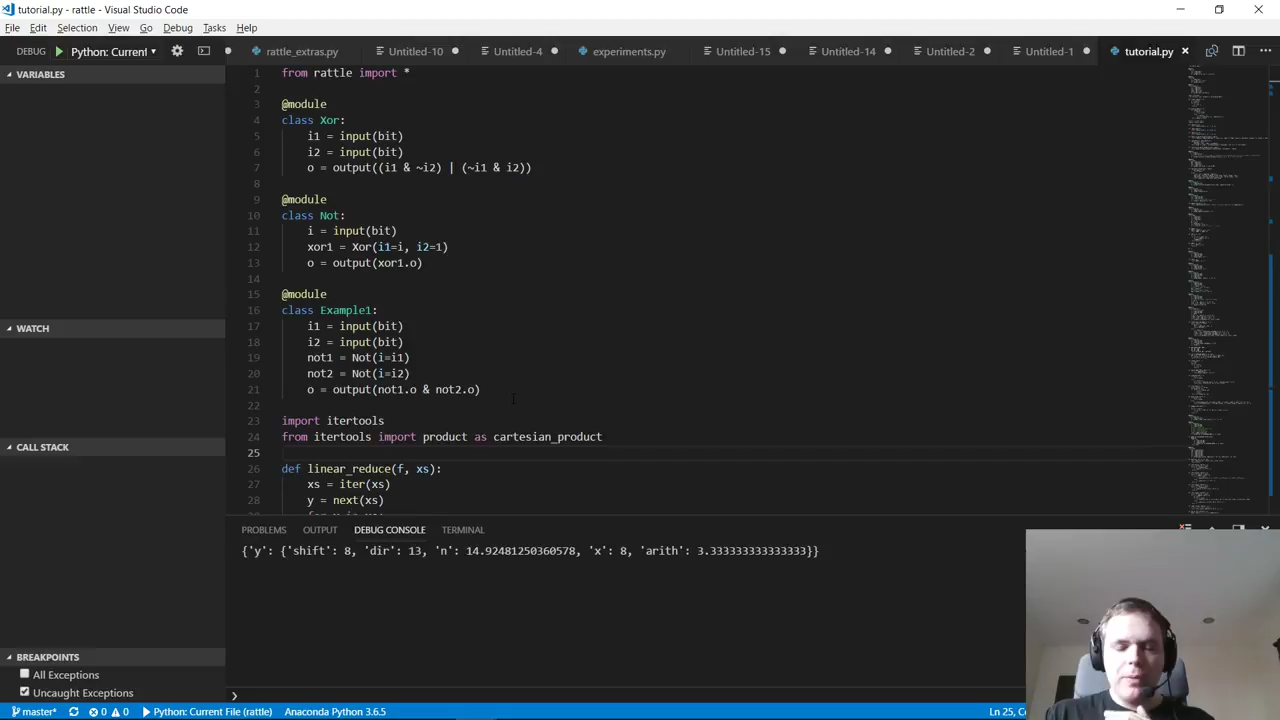 tutorial.py - rattle - Visual Studio Code
File Edit Selection View Go Debug Tasks Help
DEBUG Python: Current
rattle_extras.py Untitled-10 Untitled-4 experiments.py Untitled-15 Untitled-14 Untitled-2 Untitled-1 tutorial.py
VARIABLES
WATCH
CALL STACK
BREAKPOINTS
All Exceptions
Uncaught Exceptions
1 from rattle import *
2
3 @module
4 class Xor:
5 i1 = input(bit)
6 i2 = input(bit)
7 o = output((i1 & ~i2) | (~i1 & i2))
8
9 @module
10 class Not:
11 i = input(bit)
12 xor1 = Xor(i1=i, i2=1)
13 o = output(xor1.o)
14
15 @module
16 class Example1:
17 i1 = input(bit)
18 i2 = input(bit)
19 not1 = Not(i=i1)
20 not2 = Not(i=i2)
21 o = output(not1.o & not2.o)
22
23 import itertools
24 from itertools import product as cartesian_product
25
26 def linear_reduce(f, xs):
27 xs = iter(xs)
28 y = next(xs)
PROBLEMS OUTPUT DEBUG CONSOLE TERMINAL
{'y': {'shift': 8, 'dir': 13, 'n': 14.92481250360578, 'x': 8, 'arith': 3.333333333333333}}
master* 0 0 Python: Current File (rattle) Anaconda Python 3.6.5 Ln 25,